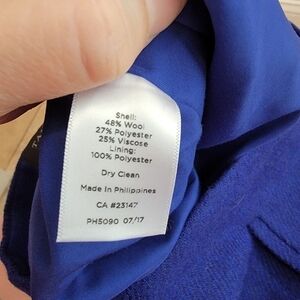 Shell:
48% Wool
27% Polyester
25% Viscose
Lining:
100% Polyester
Dry Clean
Made In Philippines
CA #23147
PH5090 07/17